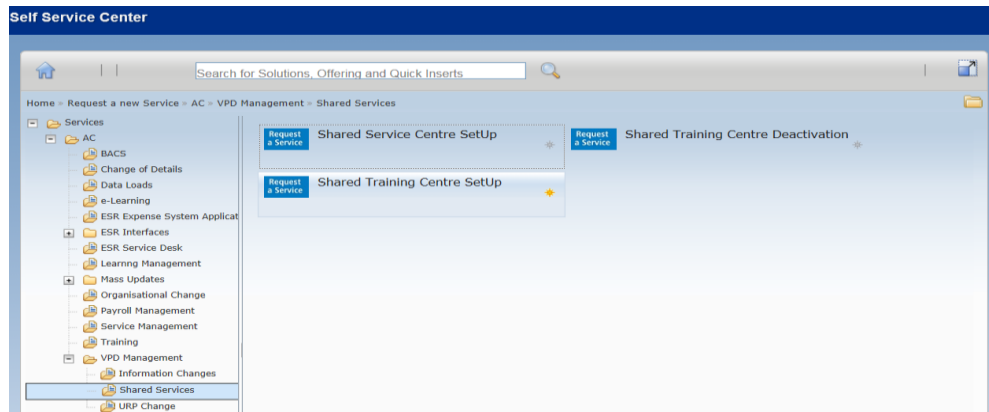 Self Service Center
Search for Solutions, Offering and Quick Inserts
Home » Request a new Service » AC » VPD Management » Shared Services
Services
AC
BACS
Change of Details
Data Loads
e-Learning
ESR Expense System Applicat
ESR Interfaces
ESR Service Desk
Learnng Management
Mass Updates
Organisational Change
Payroll Management
Service Management
Training
VPD Management
Information Changes
Shared Services
URP Change
Request
a Service
Shared Service Centre SetUp
Request
a Service
Shared Training Centre Deactivation
Request
a Service
Shared Training Centre SetUp